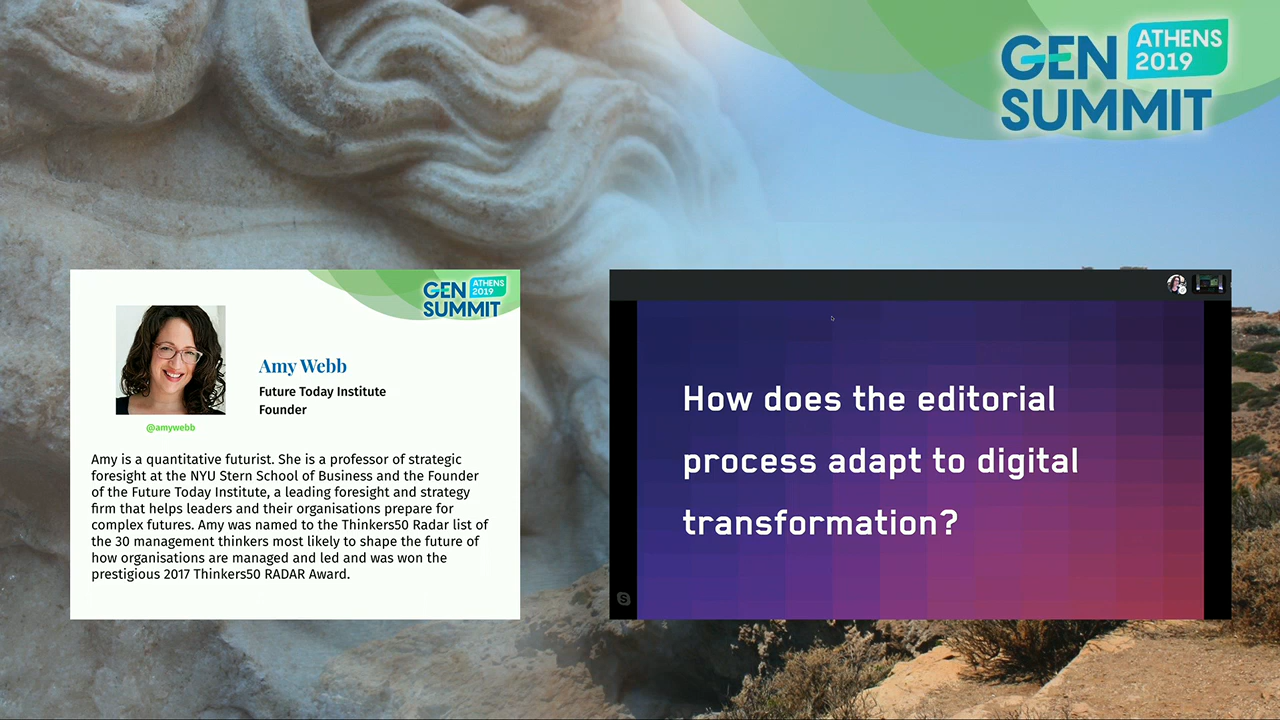 GEN ATHENS 2019
SUMMIT
GEN ATHENS 2019
SUMMIT
Amy Webb
Future Today Institute
Founder
@amywebb
Amy is a quantitative futurist. She is a professor of strategic
foresight at the NYU Stern School of Business and the Founder
of the Future Today Institute, a leading foresight and strategy
firm that helps leaders and their organisations prepare for
complex futures. Amy was named to the Thinkers50 Radar list of
the 30 management thinkers most likely to shape the future of
how organisations are managed and led and was won the
prestigious 2017 Thinkers50 RADAR Award.
How does the editorial
process adapt to digital
transformation?